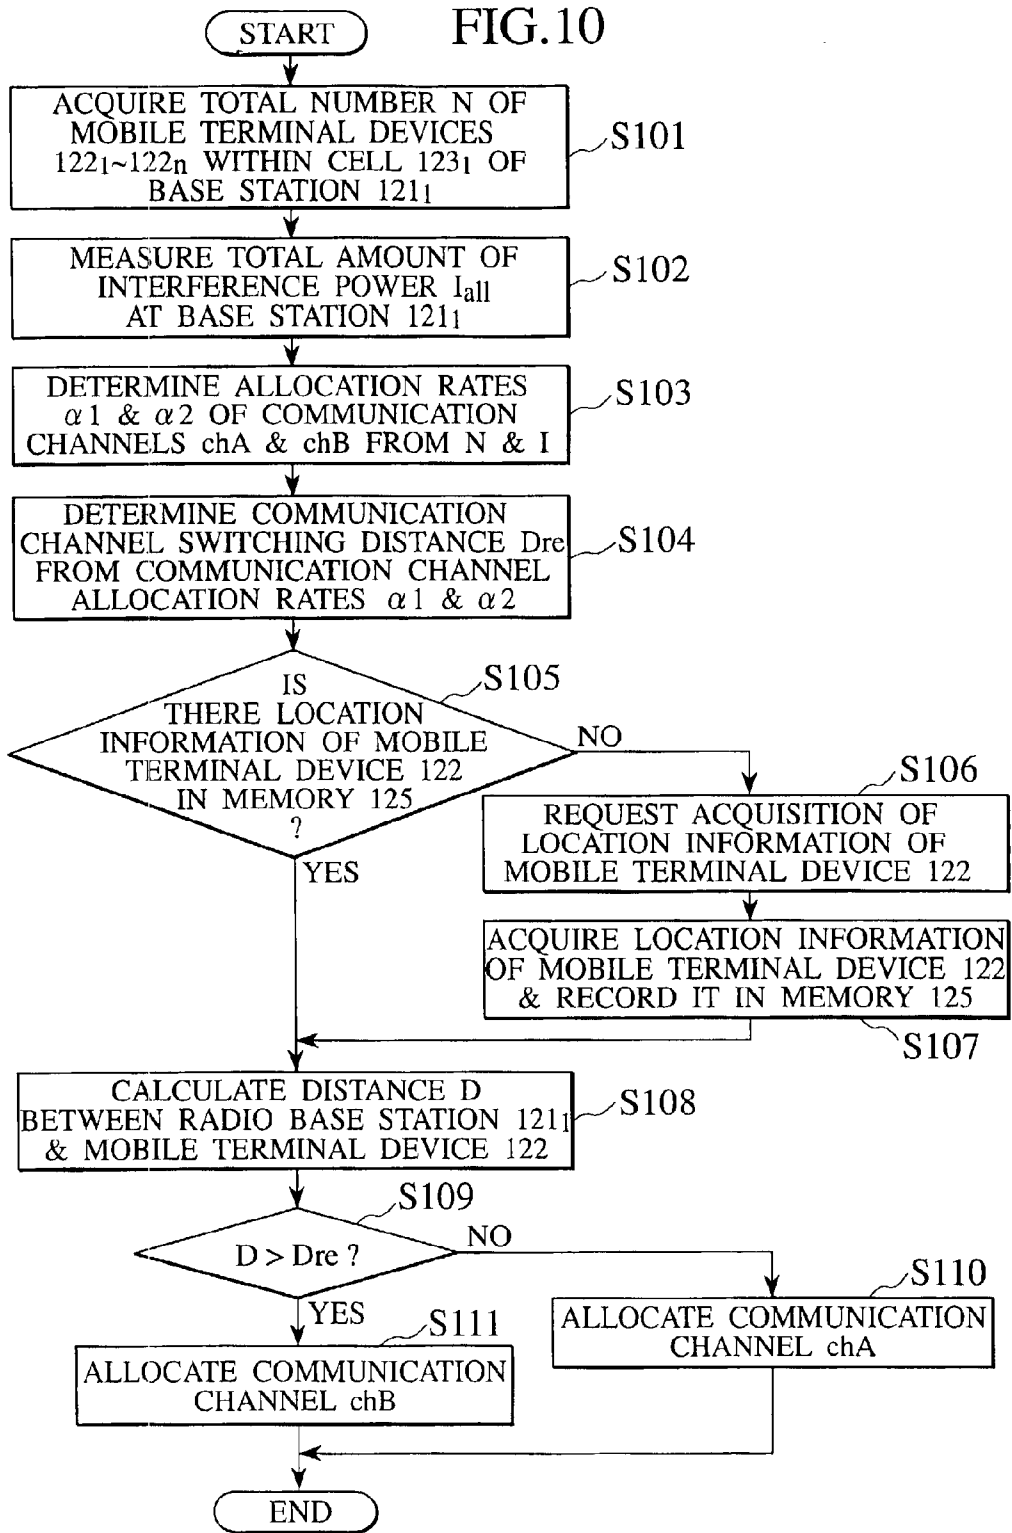 FIG.10
START
ACQUIRE TOTAL NUMBER N OF
MOBILE TERMINAL DEVICES
122₁~122ₙ WITHIN CELL 123₁ OF
BASE STATION 121₁
S101
MEASURE TOTAL AMOUNT OF
INTERFERENCE POWER Iall
AT BASE STATION 121₁
S102
DETERMINE ALLOCATION RATES
α1 & α2 OF COMMUNICATION
CHANNELS chA & chB FROM N & I
S103
DETERMINE COMMUNICATION
CHANNEL SWITCHING DISTANCE Dre
FROM COMMUNICATION CHANNEL
ALLOCATION RATES α1 & α2
S104
IS
THERE LOCATION
INFORMATION OF MOBILE
TERMINAL DEVICE 122
IN MEMORY 125
?
S105
NO
YES
S106
REQUEST ACQUISITION OF
LOCATION INFORMATION OF
MOBILE TERMINAL DEVICE 122
ACQUIRE LOCATION INFORMATION
OF MOBILE TERMINAL DEVICE 122
& RECORD IT IN MEMORY 125
S107
CALCULATE DISTANCE D
BETWEEN RADIO BASE STATION 121₁
& MOBILE TERMINAL DEVICE 122
S108
S109
D > Dre ?
NO
YES
S110
ALLOCATE COMMUNICATION
CHANNEL chA
S111
ALLOCATE COMMUNICATION
CHANNEL chB
END